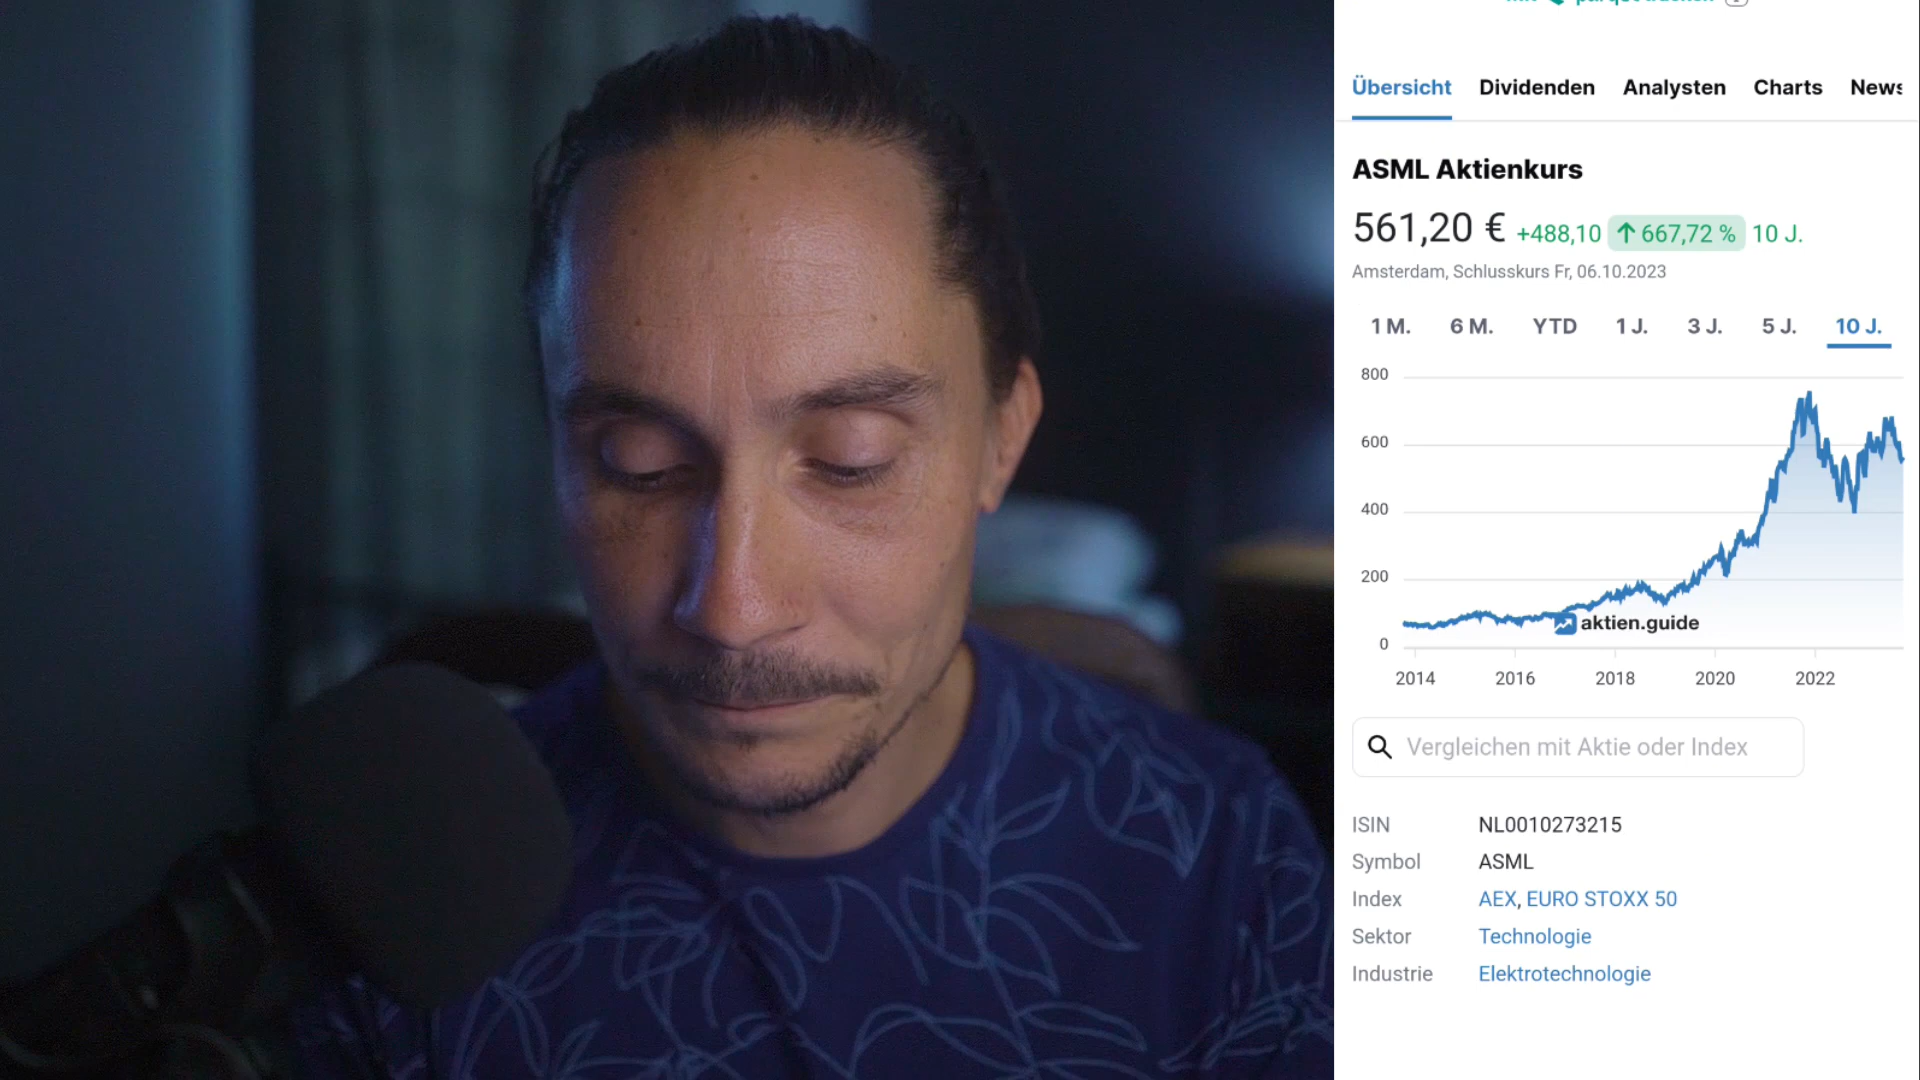 Übersicht Dividenden Analysten Charts News
ASML Aktienkurs
561,20 € +488,10 ↑ 667,72 % 10 J.
Amsterdam, Schlusskurs Fr, 06.10.2023
1 M. 6 M. YTD 1 J. 3 J. 5 J. 10 J.
800
600
400
200
0
aktien.guide
2014 2016 2018 2020 2022
Vergleichen mit Aktie oder Index
ISIN NL0010273215
Symbol ASML
Index AEX, EURO STOXX 50
Sektor Technologie
Industrie Elektrotechnologie